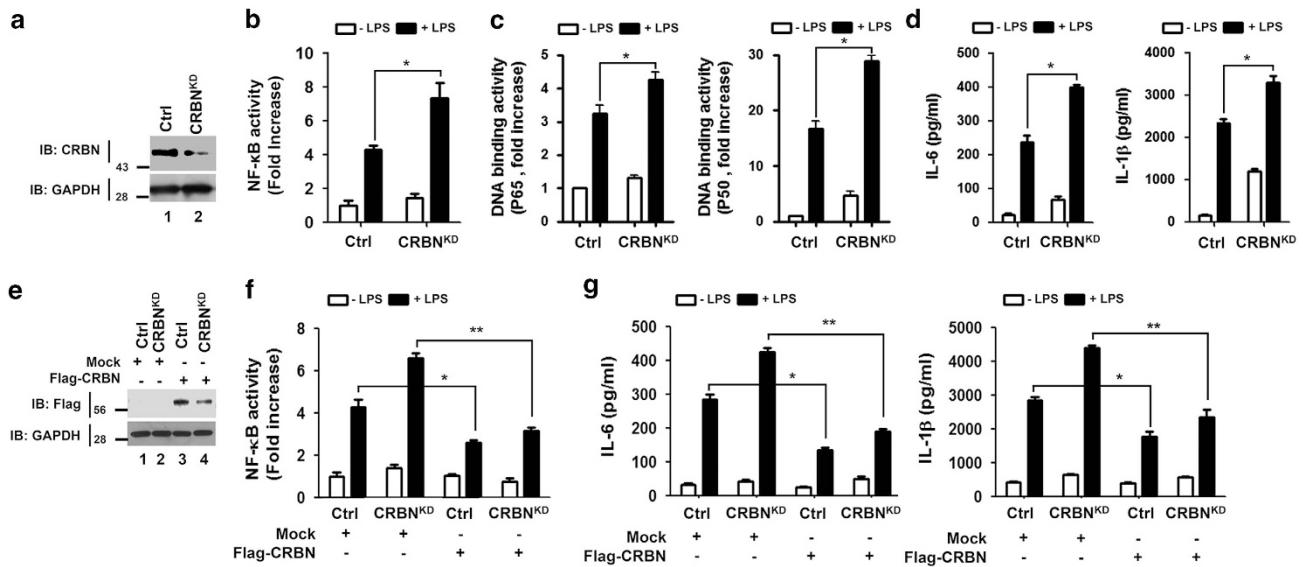 a
Ctrl
CRBNKD
IB: CRBN
43
IB: GAPDH
28
1 2
b
- LPS + LPS
NF-κB activity
(Fold Increase)
10
8
6
4
2
0
Ctrl CRBNKD
*
c
- LPS + LPS
DNA binding activity
(P65 , fold increase)
6
5
4
3
2
1
0
Ctrl CRBNKD
*
- LPS + LPS
DNA binding activity
(P50 , fold increase)
50
40
30
20
10
0
Ctrl CRBNKD
*
d
- LPS + LPS
IL-6 (pg/ml)
500
400
300
200
100
0
Ctrl CRBNKD
*
- LPS + LPS
IL-1β (pg/ml)
4000
3000
2000
1000
0
Ctrl CRBNKD
*
e
Ctrl
CRBNKD
Ctrl
CRBNKD
Mock + + - -
Flag-CRBN - - + +
IB: Flag
56
IB: GAPDH
28
1 2 3 4
f
- LPS + LPS
NF-κB activity
(Fold increase)
8
6
4
2
0
*
**
Ctrl CRBNKD Ctrl CRBNKD
Mock + + - -
Flag-CRBN - - + +
g
- LPS + LPS
IL-6 (pg/ml)
500
400
300
200
100
0
*
**
Ctrl CRBNKD Ctrl CRBNKD
Mock + + - -
Flag-CRBN - - + +
- LPS + LPS
IL-1β (pg/ml)
5000
4000
3000
2000
1000
0
*
**
Ctrl CRBNKD Ctrl CRBNKD
Mock + + - -
Flag-CRBN - - + +